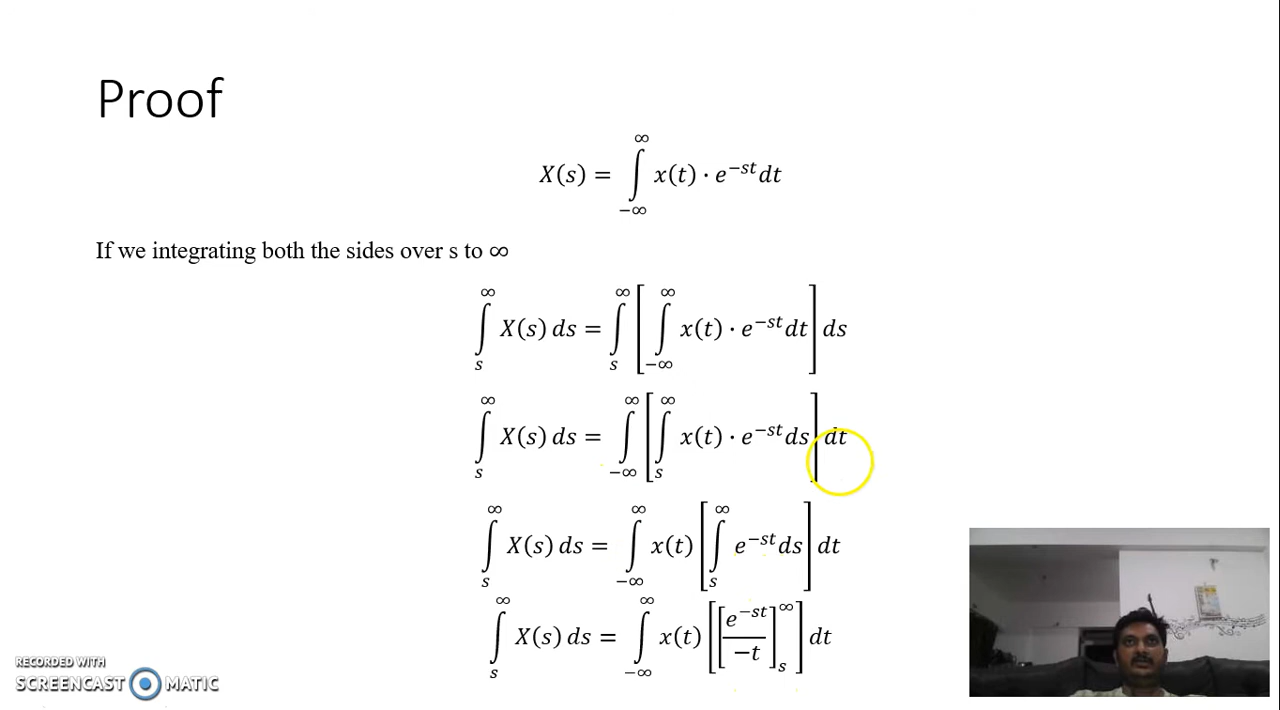 Proof
X(s) = ∫_{−∞}^{∞} x(t) · e^{−st} dt
If we integrating both the sides over s to ∞
∫_{s}^{∞} X(s) ds = ∫_{s}^{∞} [ ∫_{−∞}^{∞} x(t) · e^{−st} dt ] ds
∫_{s}^{∞} X(s) ds = ∫_{−∞}^{∞} [ ∫_{s}^{∞} x(t) · e^{−st} ds ] dt
∫_{s}^{∞} X(s) ds = ∫_{−∞}^{∞} x(t) [ ∫_{s}^{∞} e^{−st} ds ] dt
∫_{s}^{∞} X(s) ds = ∫_{−∞}^{∞} x(t) [ [ e^{−st} / −t ]_{s}^{∞} ] dt
RECORDED WITH
SCREENCAST MATIC